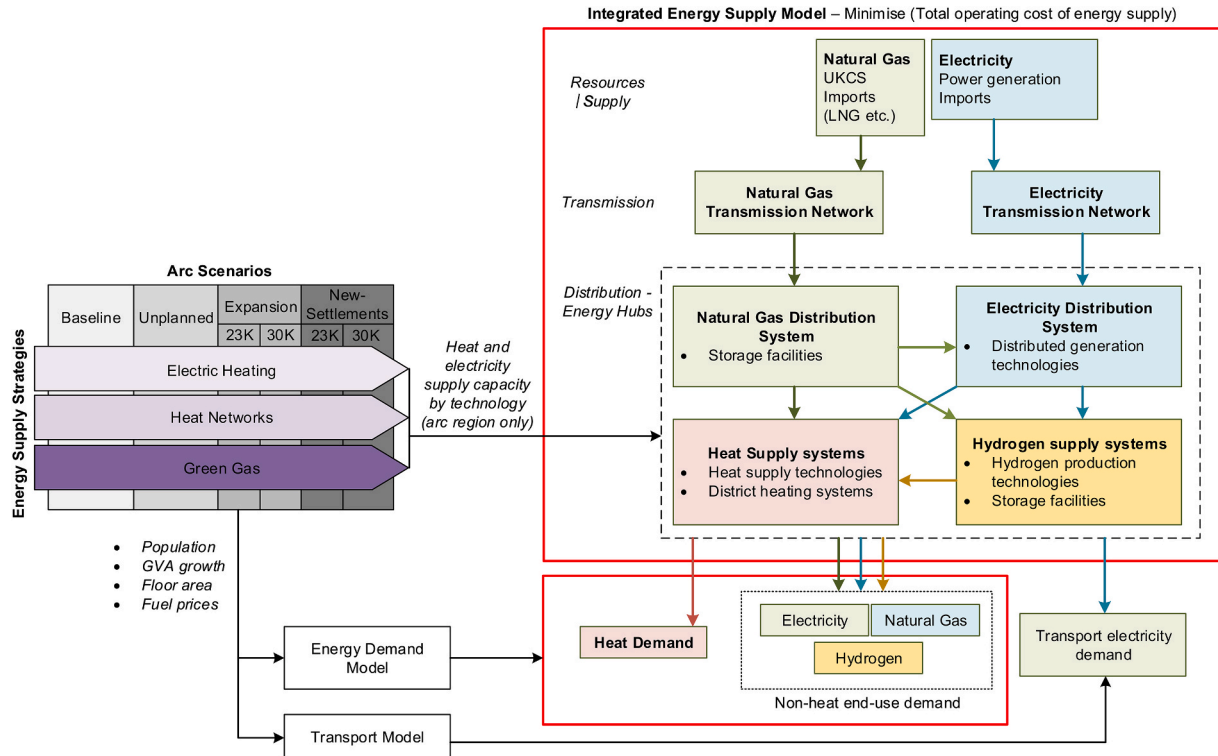 Integrated Energy Supply Model – Minimise (Total operating cost of energy supply)
Resources
/ Supply
Natural Gas
UKCS
Imports
(LNG etc.)
Electricity
Power generation
Imports
Transmission
Natural Gas
Transmission Network
Electricity
Transmission Network
Distribution -
Energy Hubs
Natural Gas Distribution
System
• Storage facilities
Electricity Distribution
System
• Distributed generation
technologies
Heat Supply systems
• Heat supply technologies
• District heating systems
Hydrogen supply systems
• Hydrogen production
technologies
• Storage facilities
Arc Scenarios
Energy Supply Strategies
Baseline
Unplanned
Expansion
23K
30K
New-
Settlements
23K
30K
Electric Heating
Heat Networks
Green Gas
Heat and
electricity
supply capacity
by technology
(arc region only)
• Population
• GVA growth
• Floor area
• Fuel prices
Energy Demand
Model
Transport Model
Heat Demand
Electricity
Natural Gas
Hydrogen
Non-heat end-use demand
Transport electricity
demand